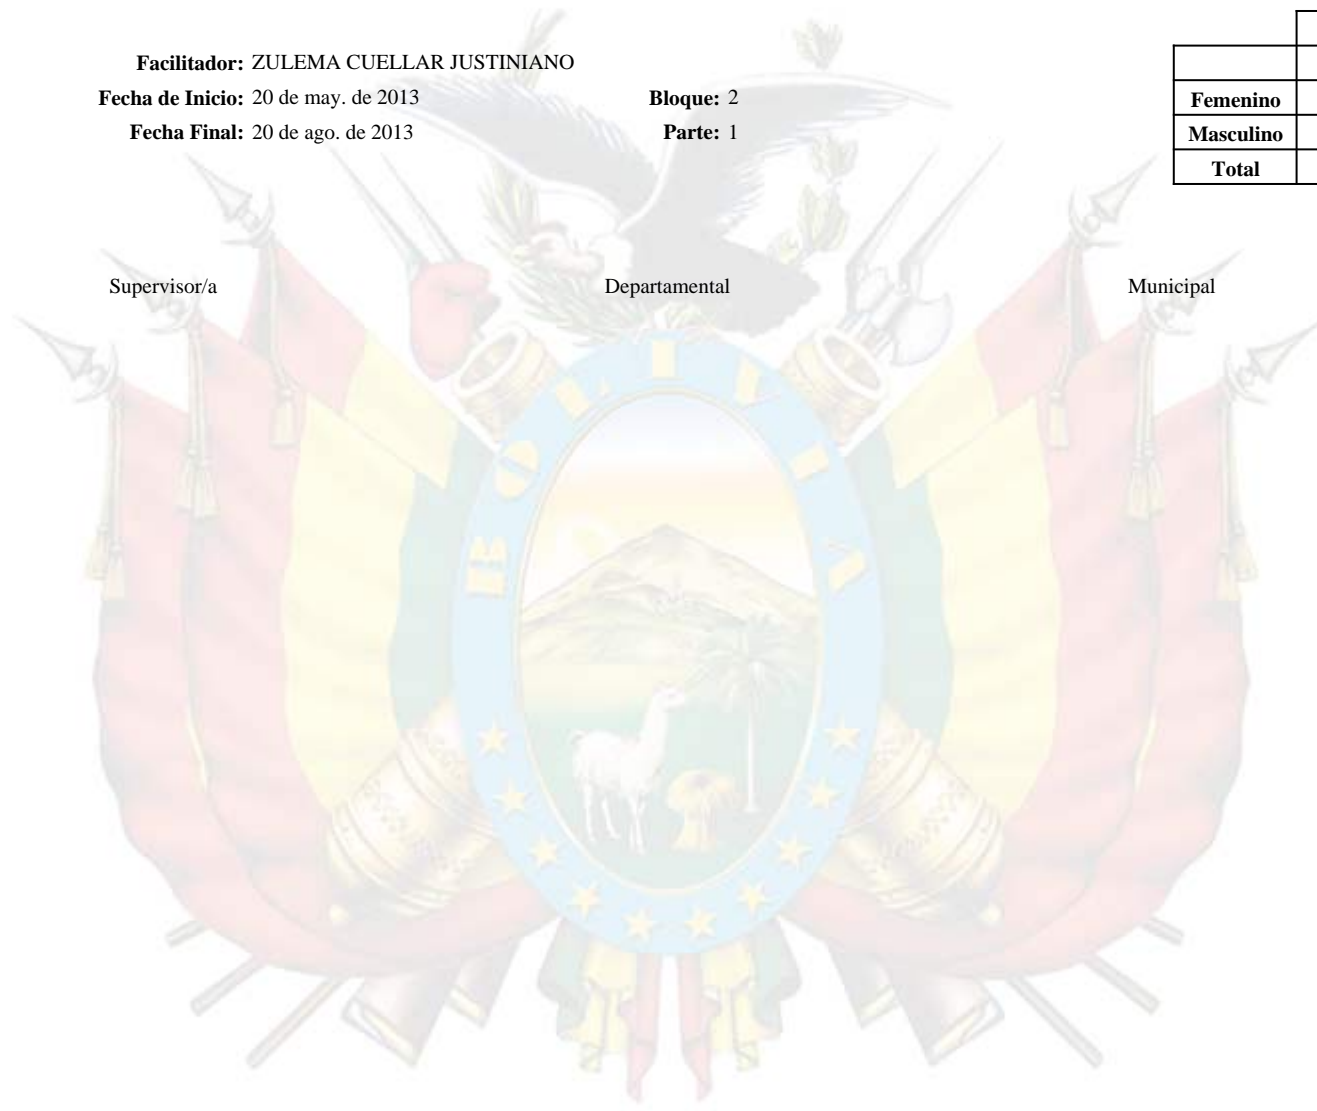 Facilitador: ZULEMA CUELLAR JUSTINIANO
Fecha de Inicio: 20 de may. de 2013 Bloque: 2
Fecha Final: 20 de ago. de 2013 Parte: 1
Femenino
Masculino
Total
Supervisor/a Departamental Municipal
BOLIVIA